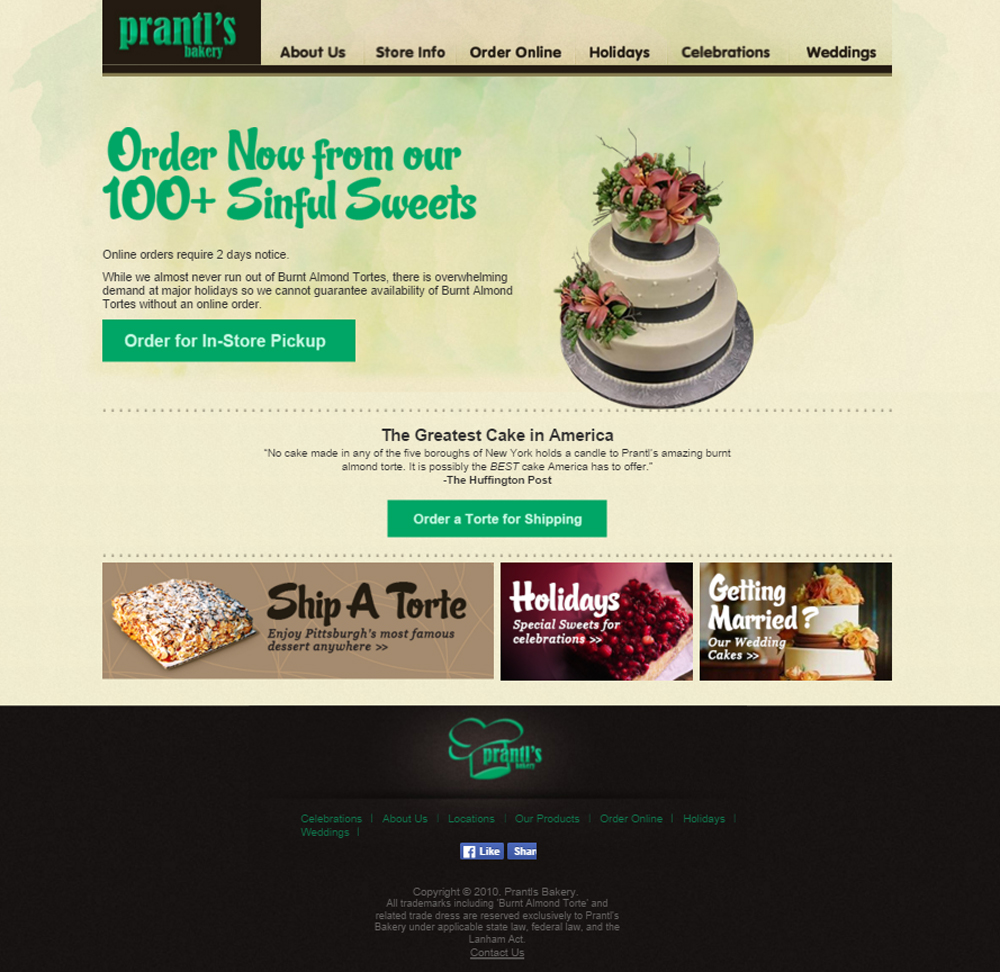 prantl's
bakery
About Us
Store Info
Order Online
Holidays
Celebrations
Weddings
Order Now from our
100+ Sinful Sweets
Online orders require 2 days notice.
While we almost never run out of Burnt Almond Tortes, there is overwhelming
demand at major holidays so we cannot guarantee availability of Burnt Almond
Tortes without an online order.
Order for In-Store Pickup
The Greatest Cake in America
"No cake made in any of the five boroughs of New York holds a candle to Prantl's amazing burnt
almond torte. It is possibly the BEST cake America has to offer."
-The Huffington Post
Order a Torte for Shipping
Ship A Torte
Enjoy Pittsburgh's most famous
dessert anywhere >>
Holidays
Special Sweets for
celebrations >>
Getting
Married?
Our Wedding
Cakes >>
prantl's
bakery
Celebrations | About Us | Locations | Our Products | Order Online | Holidays |
Weddings |
Like Shar
Copyright © 2010. Prantls Bakery.
All trademarks including 'Burnt Almond Torte' and
related trade dress are reserved exclusively to Prantl's
Bakery under applicable state law, federal law, and the
Lanham Act.
Contact Us